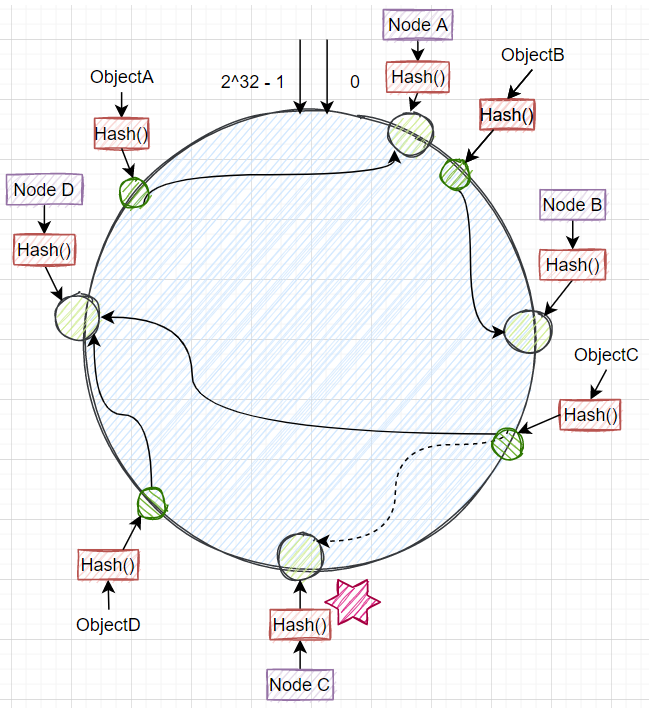 Node A
ObjectB
ObjectA
2^32 - 1
0
Hash()
Hash()
Hash()
Node D
Node B
Hash()
Hash()
ObjectC
Hash()
Hash()
ObjectD
Hash()
Node C